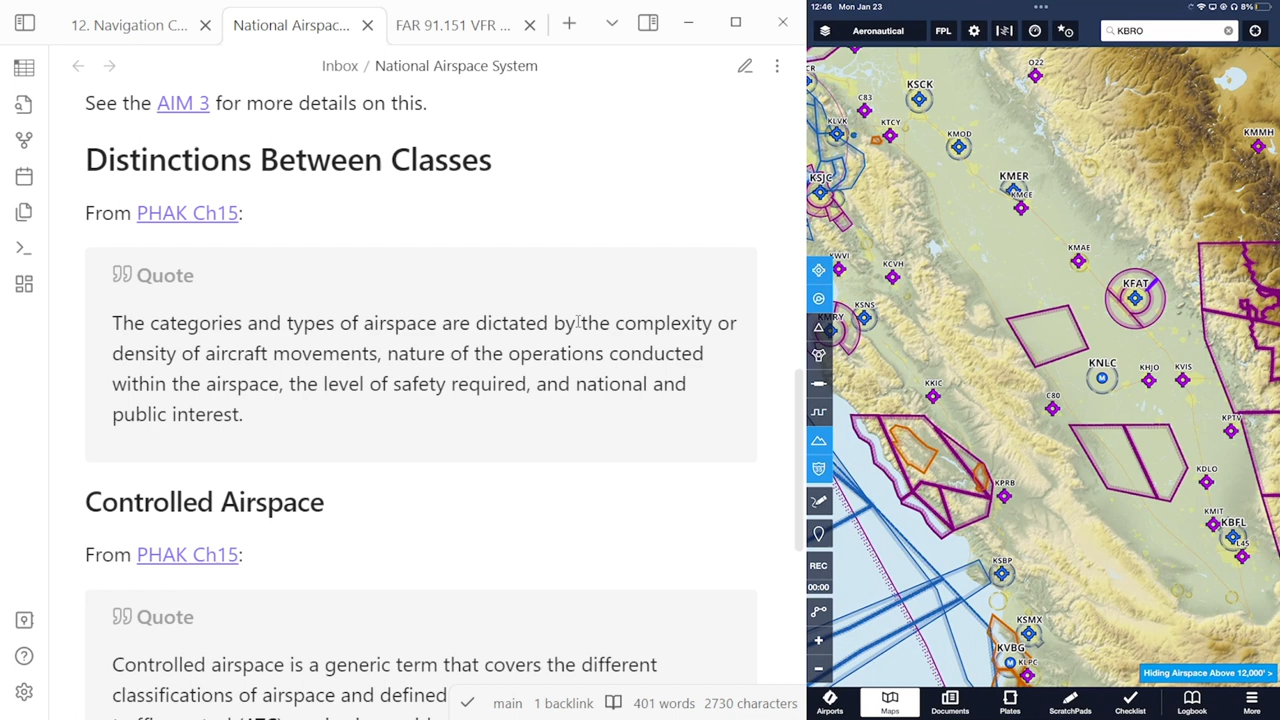 12. Navigation C...
National Airspac...
FAR 91.151 VFR ...
Inbox / National Airspace System
See the AIM 3 for more details on this.
Distinctions Between Classes
From PHAK Ch15:
Quote
The categories and types of airspace are dictated by the complexity or
density of aircraft movements, nature of the operations conducted
within the airspace, the level of safety required, and national and
public interest.
Controlled Airspace
From PHAK Ch15:
Quote
Controlled airspace is a generic term that covers the different
classifications of airspace and defined
main
1 backlink
401 words
2730 characters
12:46 Mon Jan 23
8%
Aeronautical
FPL
KBRO
O22
KSCK
C83
KTCY
KLVK
KMOD
KMMH
KSJC
KMER
KMCE
KMAE
KWVI
KCVH
KFAT
KSNS
KMRY
KNLC
KHJO
KVIS
KKIC
C80
KPTV
KDLO
KPRB
KMIT
KBFL
L45
KSBP
KSMX
KVBG
KLPC
REC
00:00
Hiding Airspace Above 12,000' >
Airports
Maps
Documents
Plates
ScratchPads
Checklist
Logbook
More